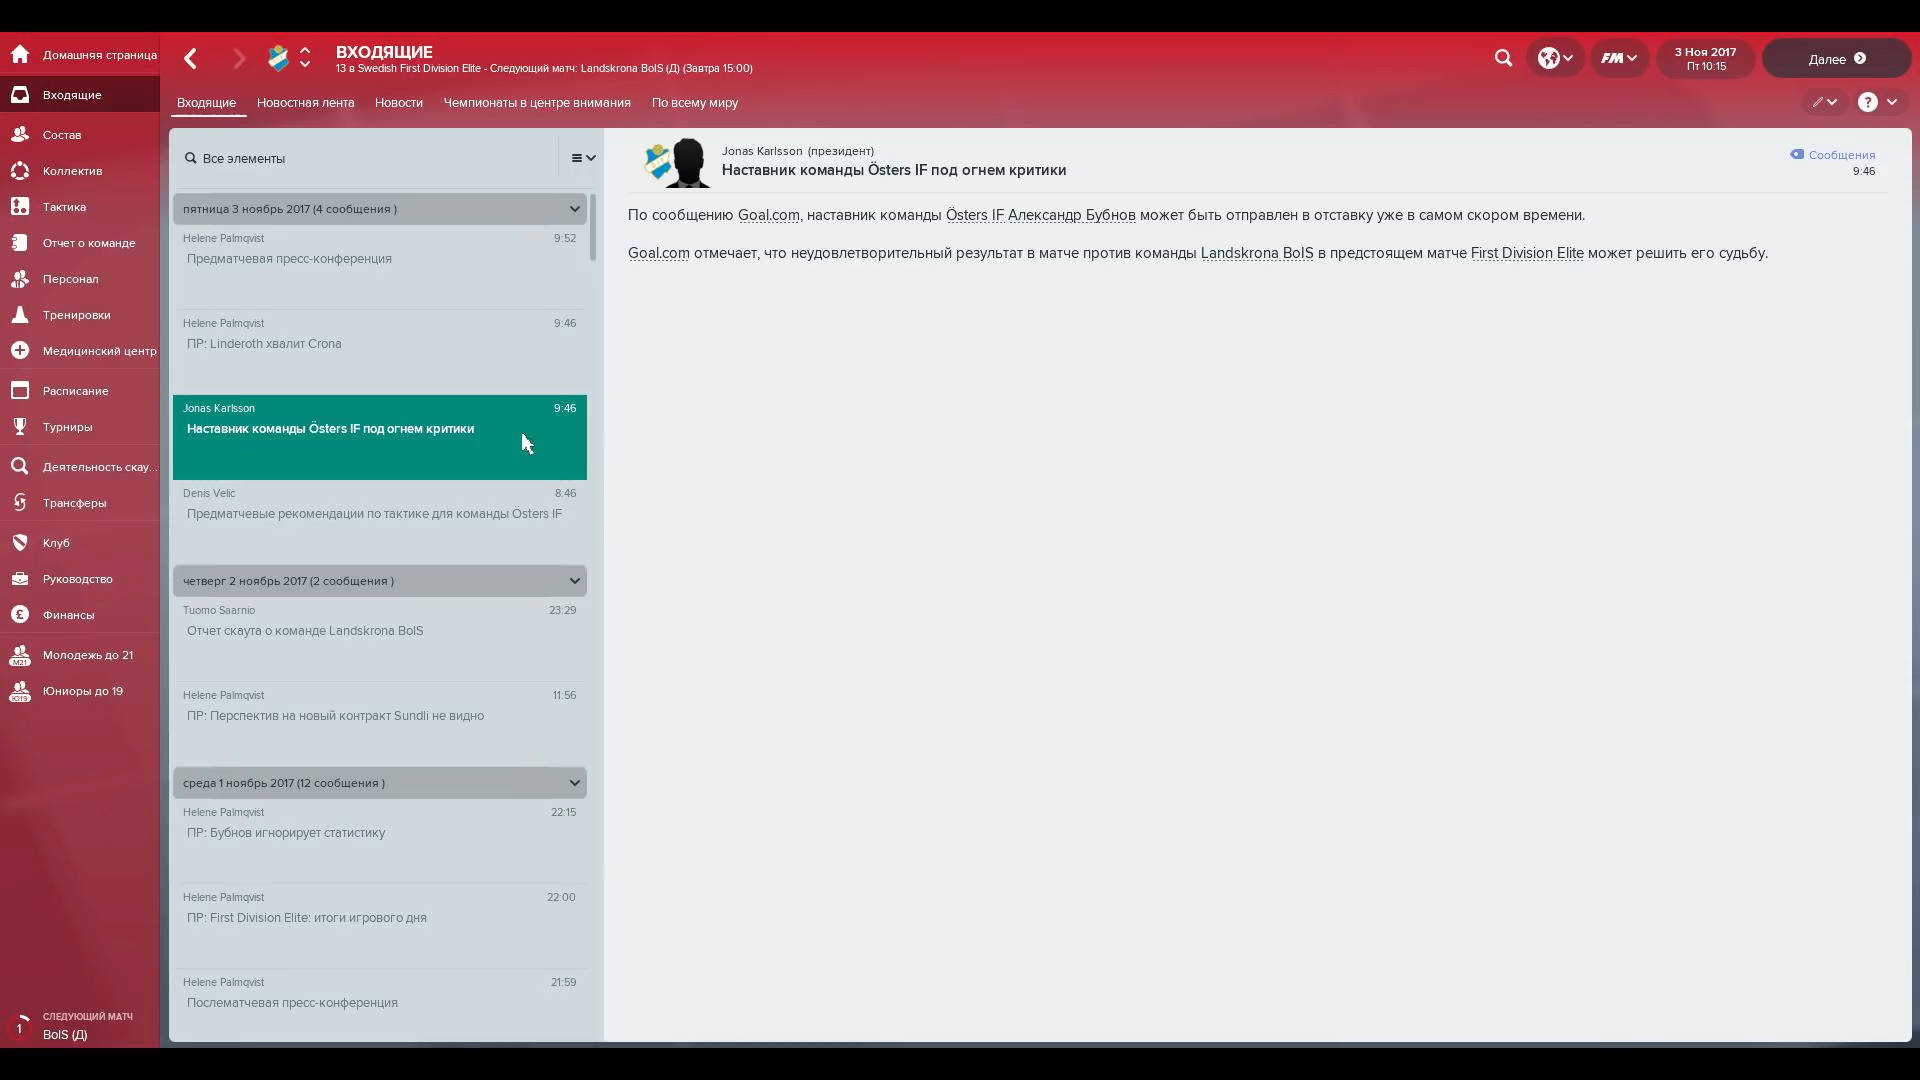 Домашняя страница
Входящие
Состав
Коллектив
Тактика
Отчет о команде
Персонал
Тренировки
Медицинский центр
Расписание
Турниры
Деятельность скау...
Трансферы
Клуб
Руководство
£
Финансы
М21
Молодежь до 21
Ю19
Юниоры до 19
1
СЛЕДУЮЩИЙ МАТЧ
BoIS (Д)
ВХОДЯЩИЕ
13 в Swedish First Division Elite - Следующий матч: Landskrona BoIS (Д) (Завтра 15:00)
FM
3 Ноя 2017
Пт 10:15
Далее
Входящие
Новостная лента
Новости
Чемпионаты в центре внимания
По всему миру
?
Все элементы
пятница 3 ноябрь 2017 (4 сообщения )
Helene Palmqvist 9:52
Предматчевая пресс-конференция
Helene Palmqvist 9:46
ПР: Linderoth хвалит Crona
Jonas Karlsson 9:46
Наставник команды Östers IF под огнем критики
Denis Velic 8:46
Предматчевые рекомендации по тактике для команды Östers IF
четверг 2 ноябрь 2017 (2 сообщения )
Tuomo Saarnio 23:29
Отчет скаута о команде Landskrona BoIS
Helene Palmqvist 11:56
ПР: Перспектив на новый контракт Sundli не видно
среда 1 ноябрь 2017 (12 сообщения )
Helene Palmqvist 22:15
ПР: Бубнов игнорирует статистику
Helene Palmqvist 22:00
ПР: First Division Elite: итоги игрового дня
Helene Palmqvist 21:59
Послематчевая пресс-конференция
Jonas Karlsson (президент)
Наставник команды Östers IF под огнем критики
Сообщения
9:46
По сообщению Goal.com, наставник команды Östers IF Александр Бубнов может быть отправлен в отставку уже в самом скором времени.
Goal.com отмечает, что неудовлетворительный результат в матче против команды Landskrona BoIS в предстоящем матче First Division Elite может решить его судьбу.